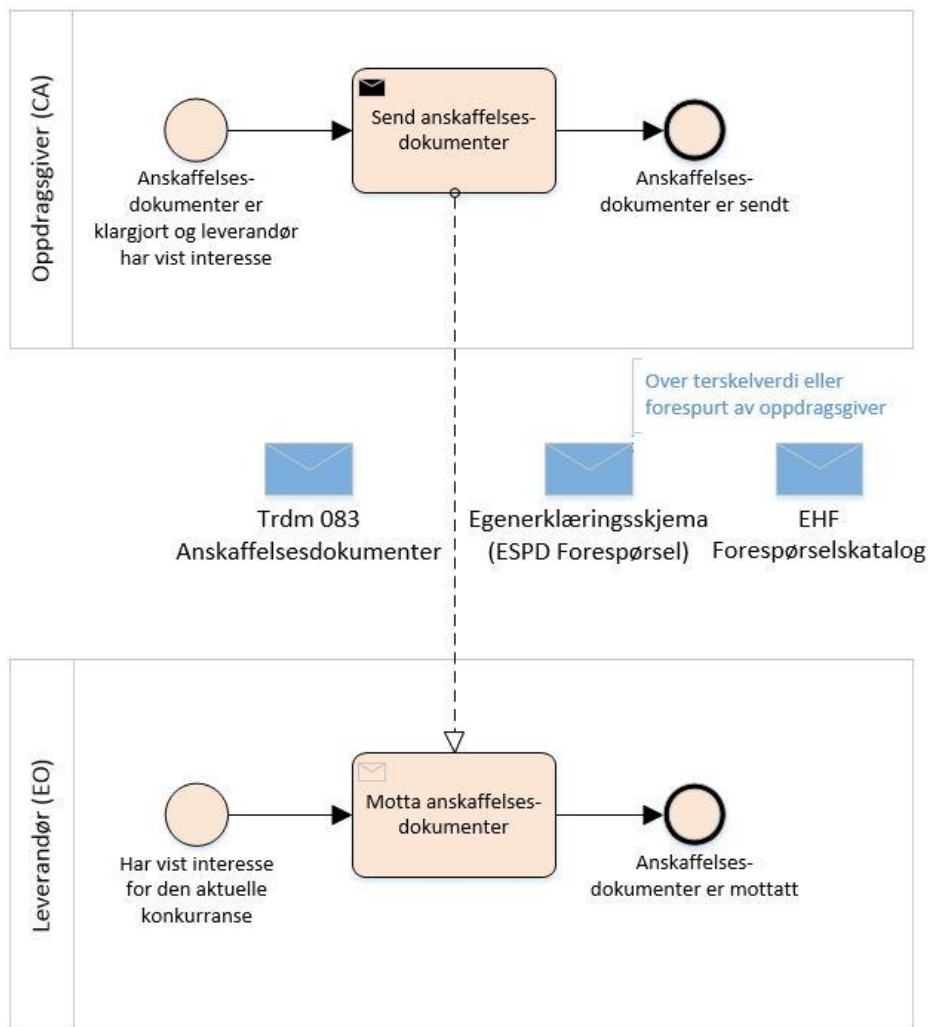 Oppdragsgiver (CA)
Send anskaffelses-
dokumenter
Anskaffelses-
dokumenter er
klargjort og leverandør
har vist interesse
Anskaffelses-
dokumenter er sendt
Over terskelverdi eller
forespurt av oppdragsgiver
Trdm 083
Anskaffelsesdokumenter
Egenerklæringsskjema
(ESPD Forespørsel)
EHF
Forespørselskatalog
Leverandør (EO)
Motta anskaffelses-
dokumenter
Har vist interesse
for den aktuelle
konkurranse
Anskaffelses-
dokumenter er mottatt